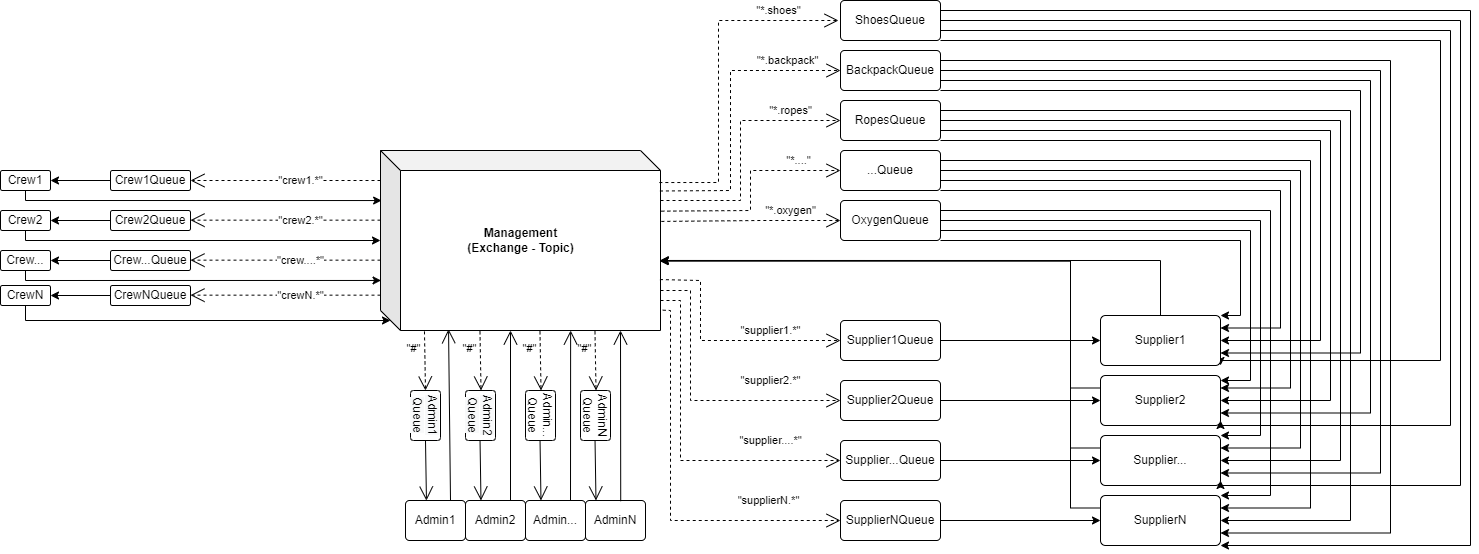 "*.shoes"
ShoesQueue
"*.backpack"
BackpackQueue
"*.ropes"
RopesQueue
"*...."
...Queue
"*.oxygen"
OxygenQueue
Crew1
Crew1Queue
"crew1.*"
Crew2
Crew2Queue
"crew2.*"
Crew...
Crew...Queue
"crew....*"
CrewN
CrewNQueue
"crewN.*"
Management
(Exchange - Topic)
"supplier1.*"
Supplier1Queue
Supplier1
"supplier2.*"
Supplier2Queue
Supplier2
"supplier....*"
Supplier...Queue
Supplier...
"supplierN.*"
SupplierNQueue
SupplierN
"#"
"#"
"#"
"#"
Admin1
Queue
Admin2
Queue
Admin...
Queue
AdminN
Queue
Admin1
Admin2
Admin...
AdminN